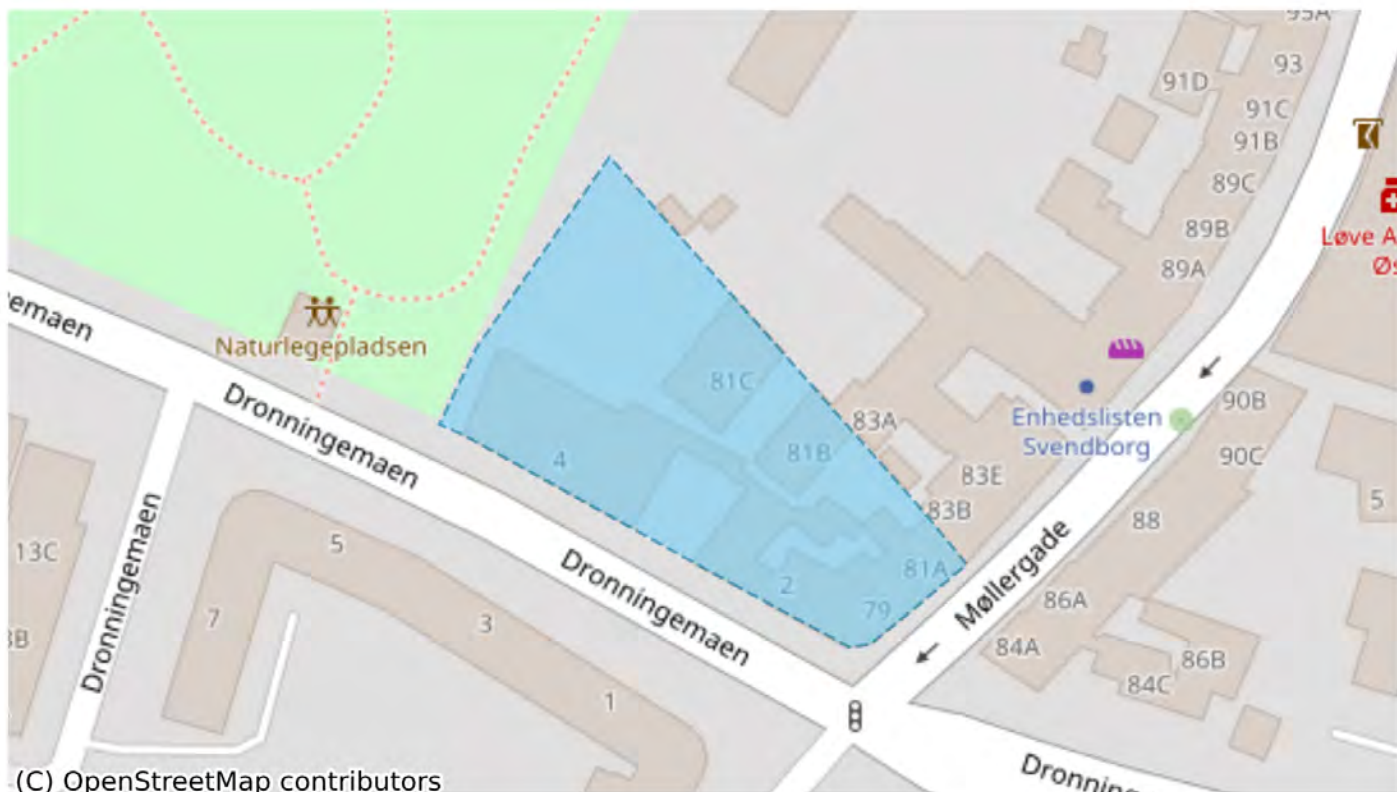 95A
93
91D
91C
91B
89C
89B
89A
Løve A
Øs
emaen
Naturlegepladsen
Dronningemaen
81C
83A
Enhedslisten
Svendborg
90B
90C
4
81B
83E
83B
88
5
13C
Dronningemaen
5
7
3
1
Dronningemaen
2
81A
79
Møllergade
86A
84A
86B
84C
3B
Dronning
(C) OpenStreetMap contributors